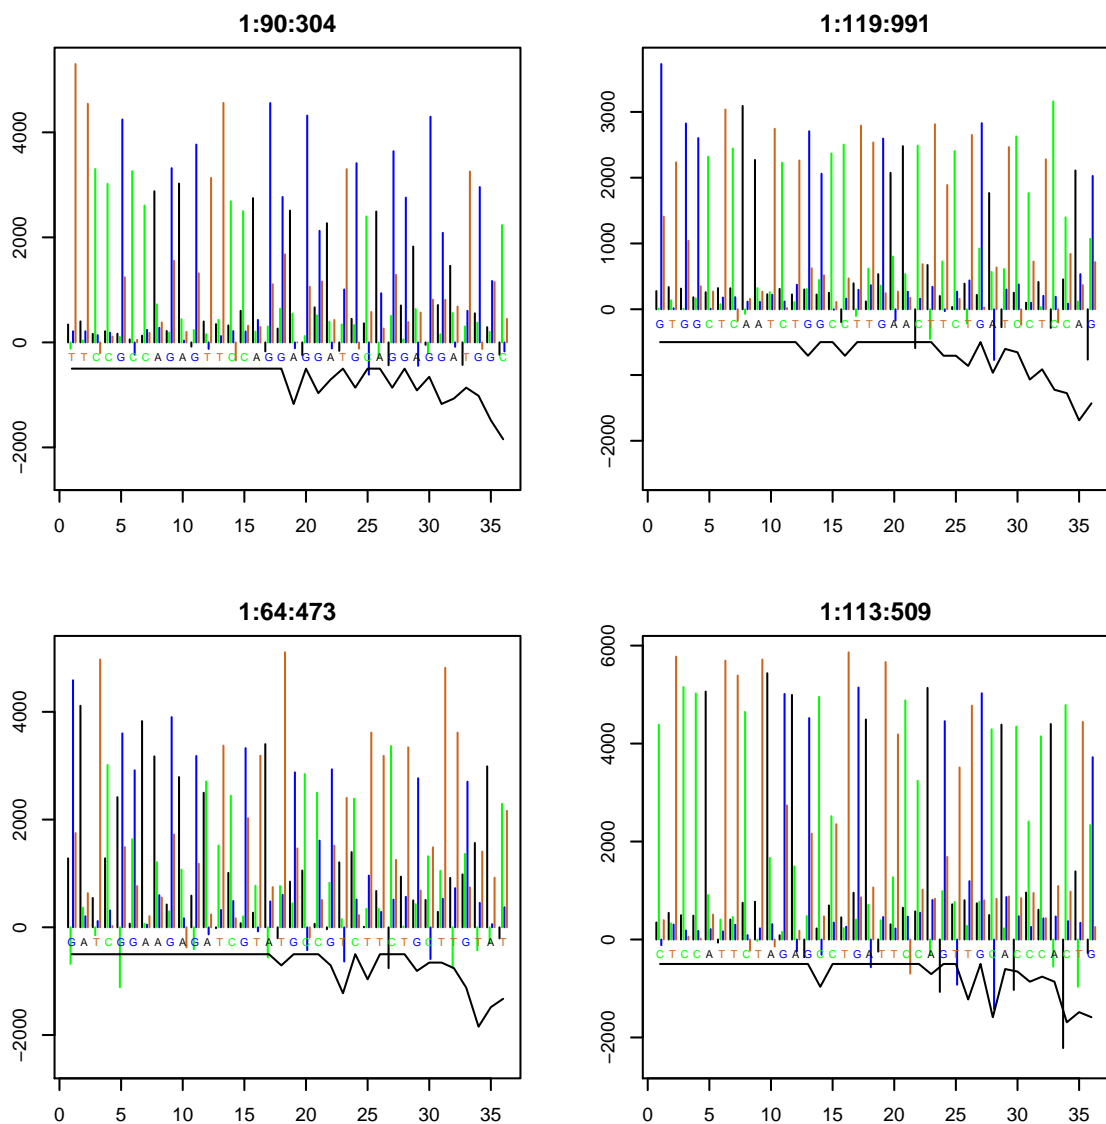 1:90:304
−2000 0 2000 4000
TTCCGCCAGAGTTCCAGGAGGATGCAGGAGGATGGC
0 5 10 15 20 25 30 35
1:119:991
−2000 0 1000 2000 3000
GTGGCTCAATCTGGCCTTGAACTTCTGATCCTCCAG
0 5 10 15 20 25 30 35
1:64:473
−2000 0 2000 4000
GATCGGAAGAGATCGTATGCCGTCTTCTGCTTGTAT
0 5 10 15 20 25 30 35
1:113:509
−2000 0 2000 4000 6000
CTCCATTCTAGAGCCTGATTCCAGTTGCACCCACTG
0 5 10 15 20 25 30 35